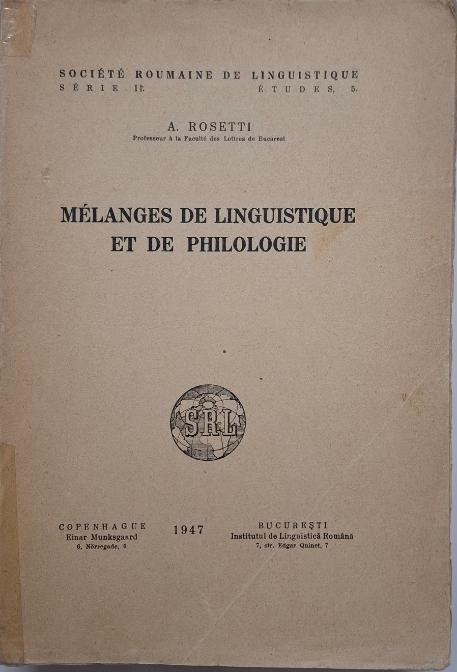 SOCIÉTÉ ROUMAINE DE LINGUISTIQUE
SÉRIE II. ÉTUDES, 5.
A. ROSETTI
Professeur à la Faculté des Lettres de Bucarest
MÉLANGES DE LINGUISTIQUE
ET DE PHILOLOGIE
SRL
COPENHAGUE
Einar Munksgaard
6, Nörregade, 6
1947
BUCUREŞTI
Institutul de Lingaistică Română
7, str. Edgar Quinet, 7